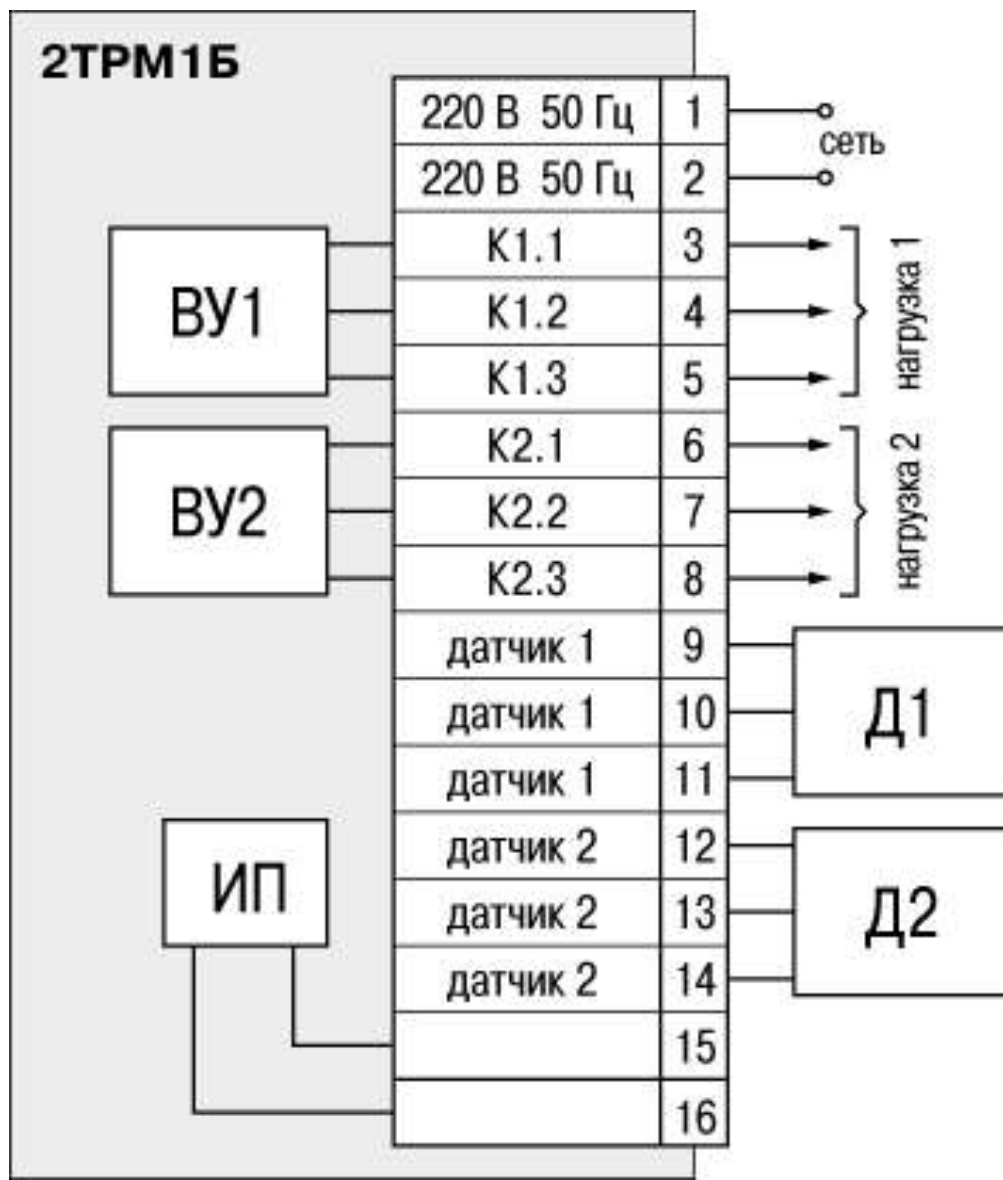 2ТРМ1Б
220 В 50 Гц 1
сеть
220 В 50 Гц 2
ВУ1
К1.1 3
К1.2 4
К1.3 5
нагрузка 1
ВУ2
К2.1 6
К2.2 7
К2.3 8
нагрузка 2
датчик 1 9
датчик 1 10
датчик 1 11
Д1
датчик 2 12
датчик 2 13
датчик 2 14
Д2
ИП
15
16